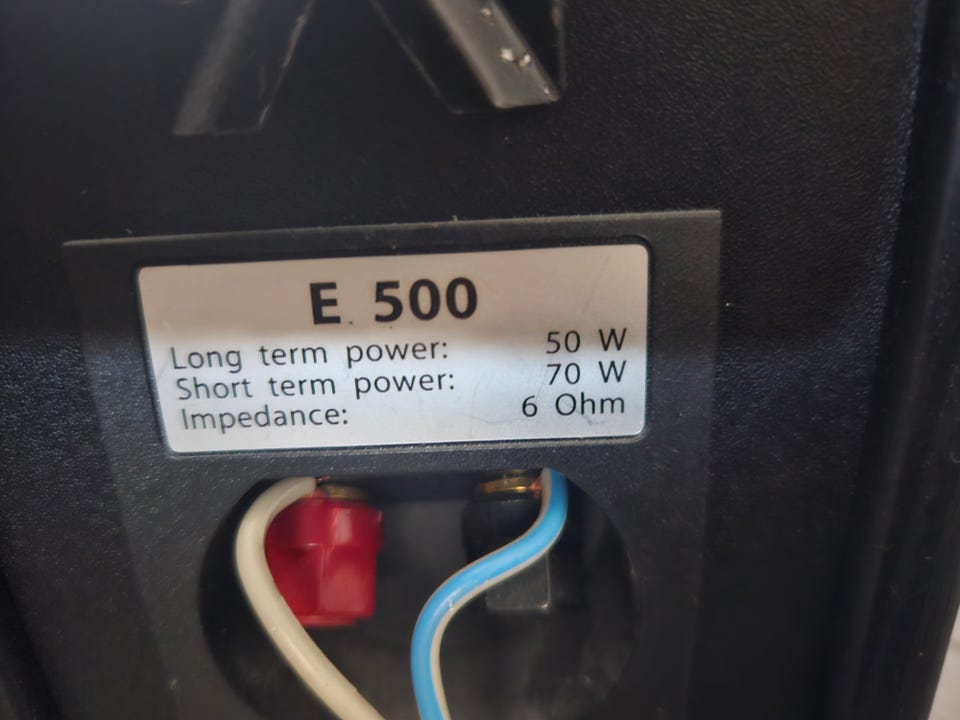 E 500
Long term power: 50 W
Short term power: 70 W
Impedance: 6 Ohm